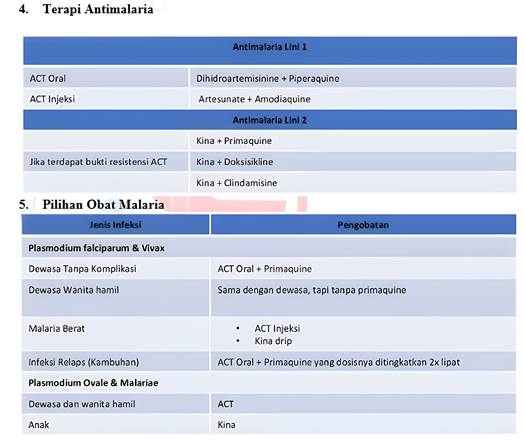 4. Terapi Antimalaria
Antimalaria Lini 1
ACT Oral Dihidroartemisinine + Piperaquine
ACT Injeksi Artesunate + Amodiaquine
Antimalaria Lini 2
Kina + Primaquine
Jika terdapat bukti resistensi ACT Kina + Doksisikline
Kina + Clindamisine
5. Pilihan Obat Malaria
Jenis Infeksi Pengobatan
Plasmodium falciparum & Vivax
Dewasa Tanpa Komplikasi ACT Oral + Primaquine
Dewasa Wanita hamil Sama dengan dewasa, tapi tanpa primaquine
Malaria Berat • ACT Injeksi
• Kina drip
Infeksi Relaps (Kambuhan) ACT Oral + Primaquine yang dosisnya ditingkatkan 2x lipat
Plasmodium Ovale & Malariae
Dewasa dan wanita hamil ACT
Anak Kina